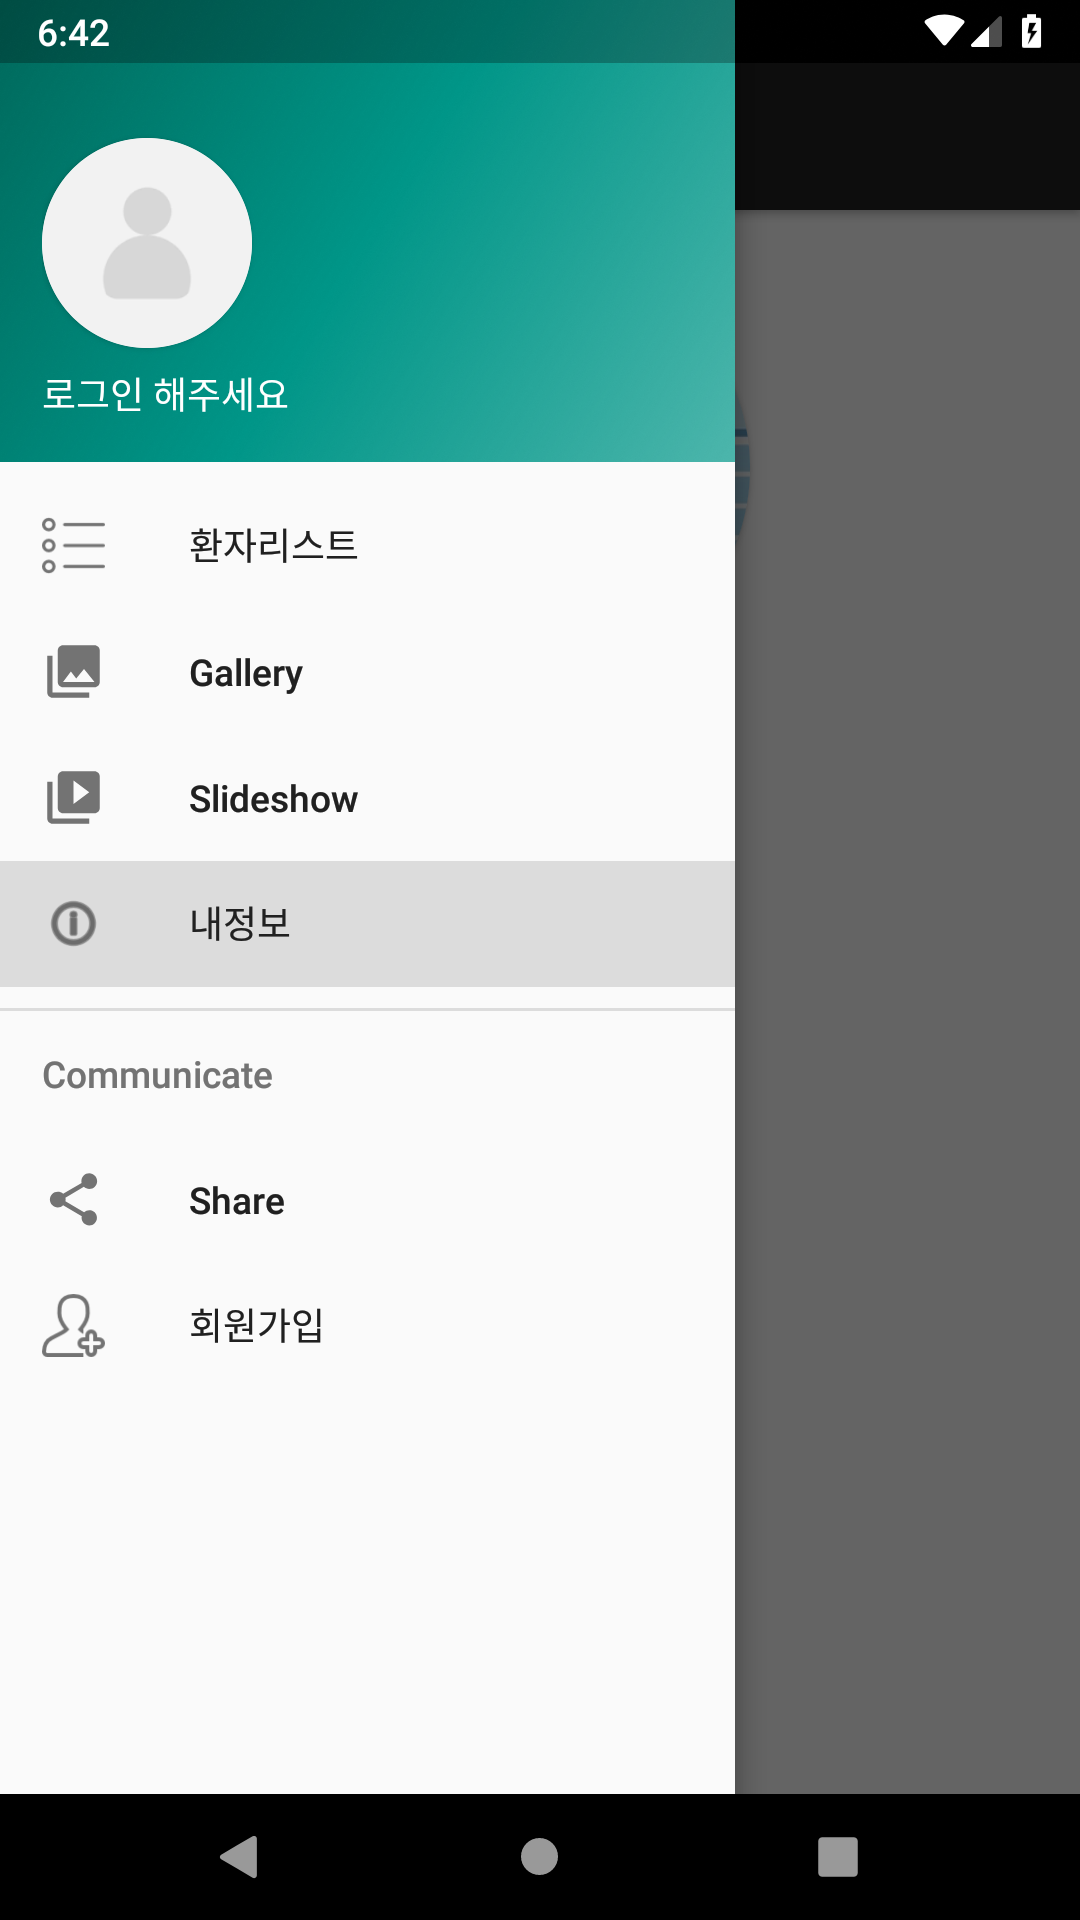 6:42
로그인 해주세요
환자리스트
Gallery
Slideshow
내정보
Communicate
Share
회원가입